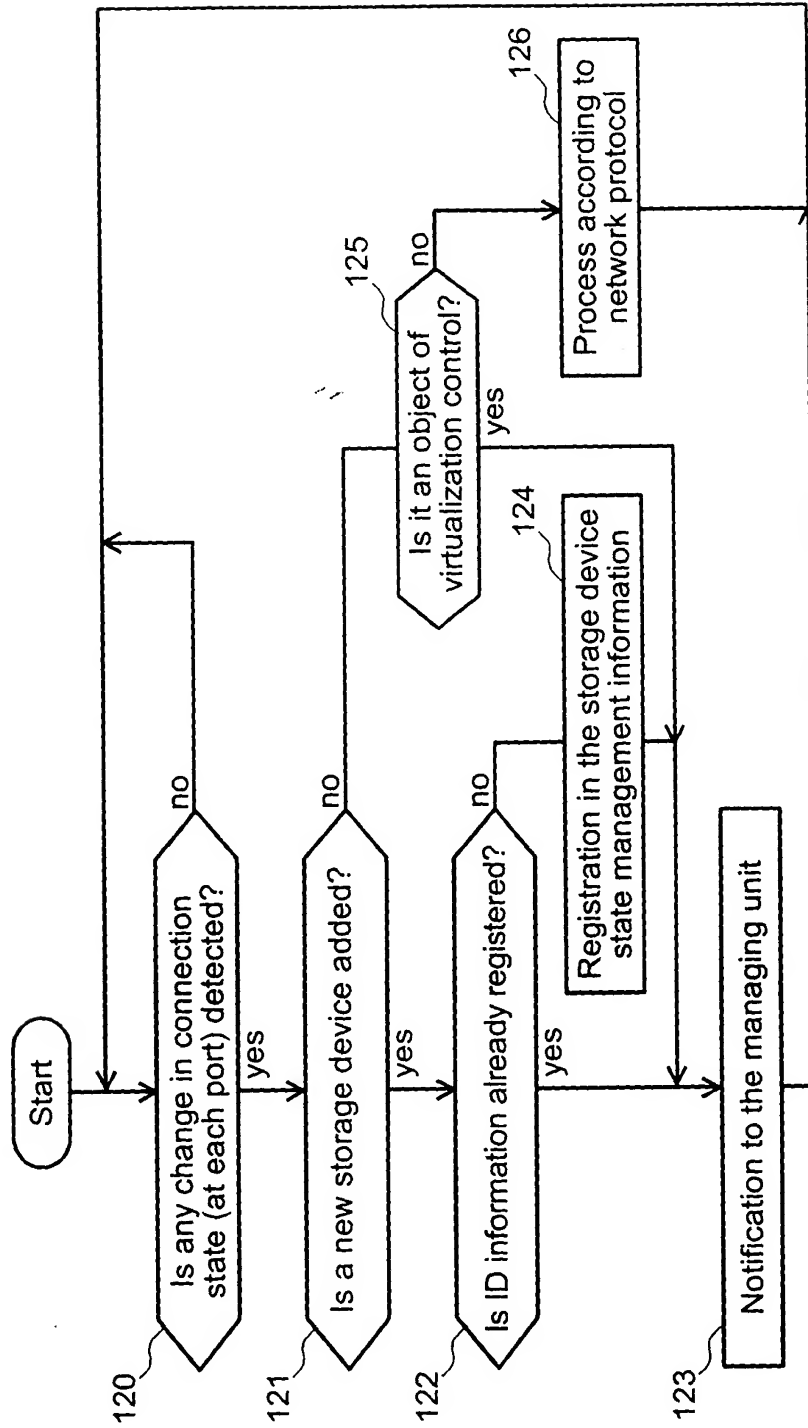 Start
120
Is any change in connection
state (at each port) detected?
no
yes
121
Is a new storage device added?
no
yes
125
Is it an object of
virtualization control?
no
yes
122
Is ID information already registered?
no
yes
124
Registration in the storage device
state management information
126
Process according to
network protocol
123
Notification to the managing unit